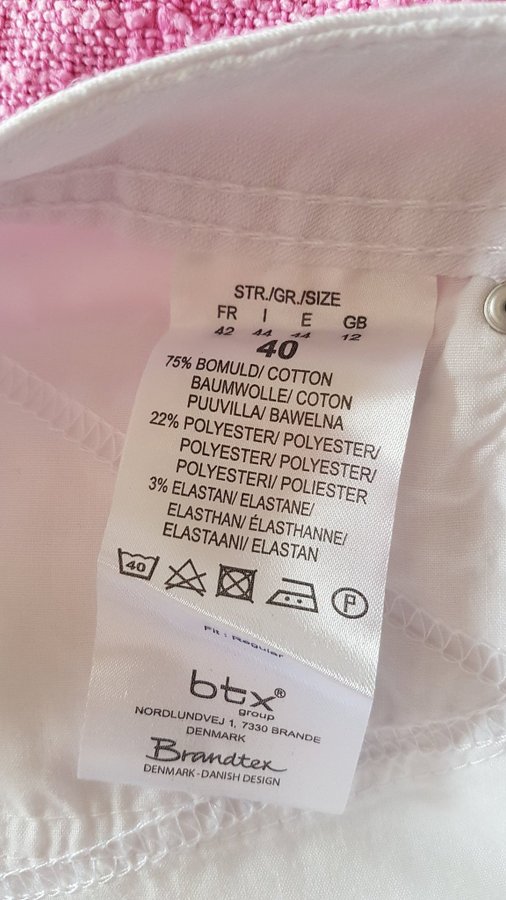 STR./GR./SIZE
FR I E GB
42 44 44 12
40
75% BOMULD/ COTTON
BAUMWOLLE/ COTON
PUUVILLA/ BAWELNA
22% POLYESTER/ POLYESTER/
POLYESTER/ POLYESTER/
POLYESTERI/ POLIESTER
3% ELASTAN/ ELASTANE/
ELASTHAN/ ÉLASTHANNE/
ELASTAANI/ ELASTAN
40 P
Fit : Regular
btx®
group
NORDLUNDVEJ 1, 7330 BRANDE
DENMARK
Brandtex
DENMARK - DANISH DESIGN